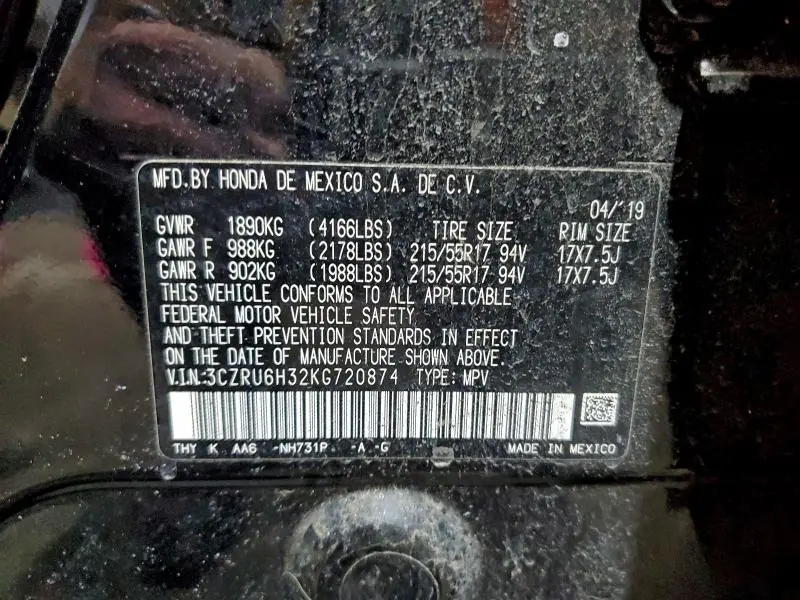 MFD.BY HONDA DE MEXICO S.A. DE C.V.
04/'19
GVWR 1890KG (4166LBS) TIRE SIZE RIM SIZE
GAWR F 988KG (2178LBS) 215/55R17 94V 17X7.5J
GAWR R 902KG (1988LBS) 215/55R17 94V 17X7.5J
THIS VEHICLE CONFORMS TO ALL APPLICABLE
FEDERAL MOTOR VEHICLE SAFETY
AND THEFT PREVENTION STANDARDS IN EFFECT
ON THE DATE OF MANUFACTURE SHOWN ABOVE.
V.I.N:3CZRU6H32KG720874 TYPE: MPV
THY K AA6 -NH731P -A -G MADE IN MEXICO